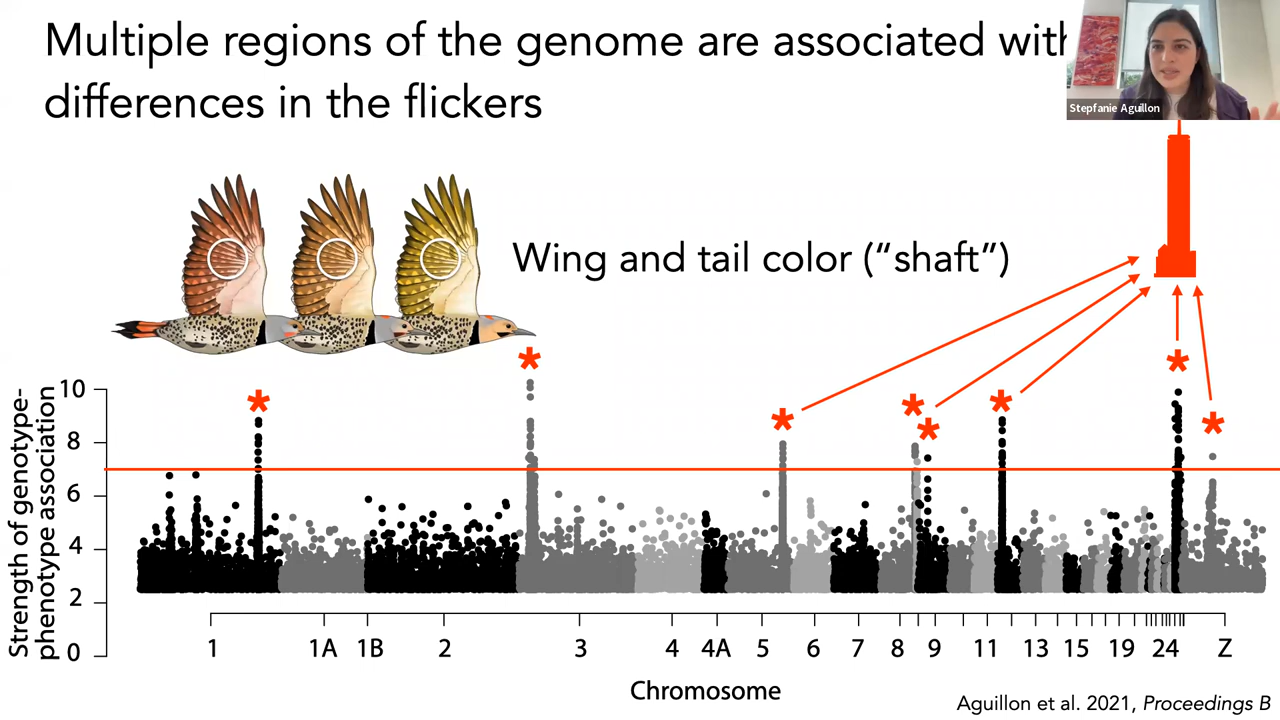 Multiple regions of the genome are associated with
differences in the flickers
Stepfanie Aguillon
Wing and tail color (“shaft”)
Strength of genotype-
phenotype association
10
8
6
4
2
0
* * * * * * * *
1 1A 1B 2 3 4 4A 5 6 7 8 9 11 13 15 19 24 Z
Chromosome
Aguillon et al. 2021, Proceedings B